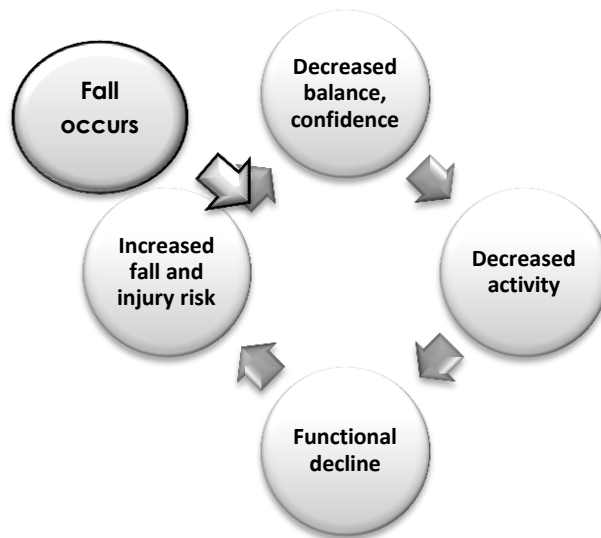 Fall
occurs
Decreased
balance,
confidence
Decreased
activity
Functional
decline
Increased
fall and
injury risk